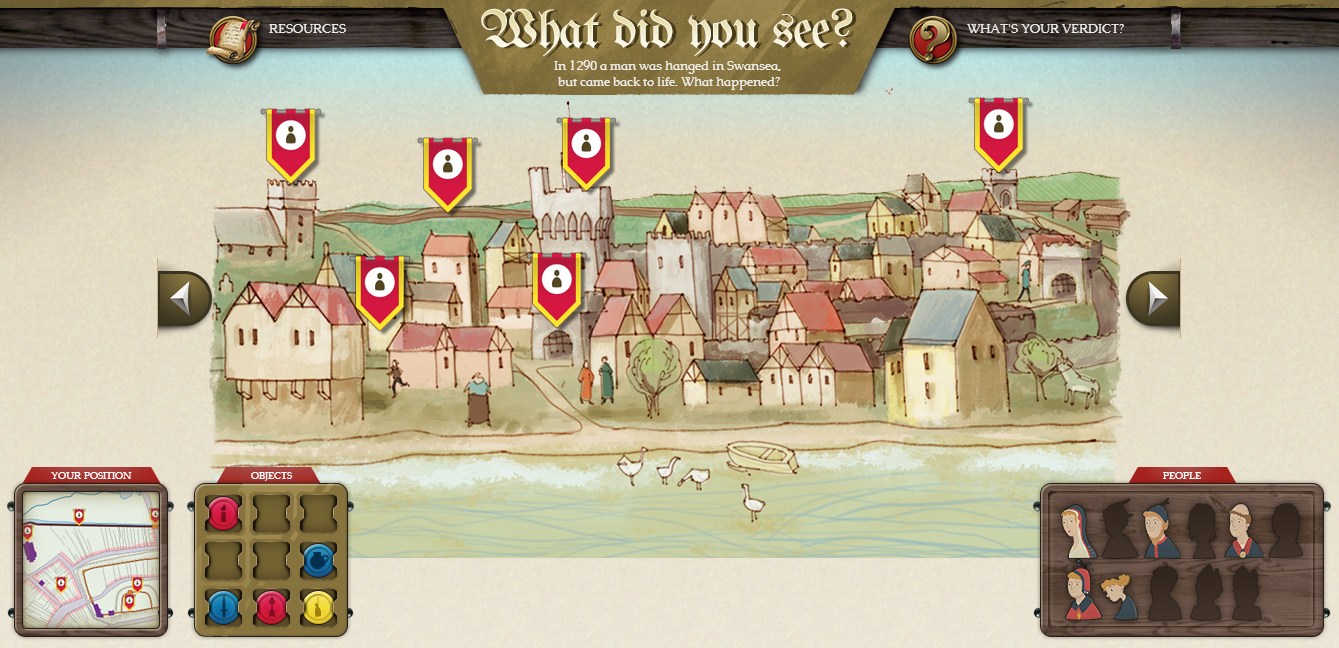 RESOURCES
What did you see?
WHAT'S YOUR VERDICT?
In 1290 a man was hanged in Swansea,
but came back to life. What happened?
YOUR POSITION
OBJECTS
PEOPLE